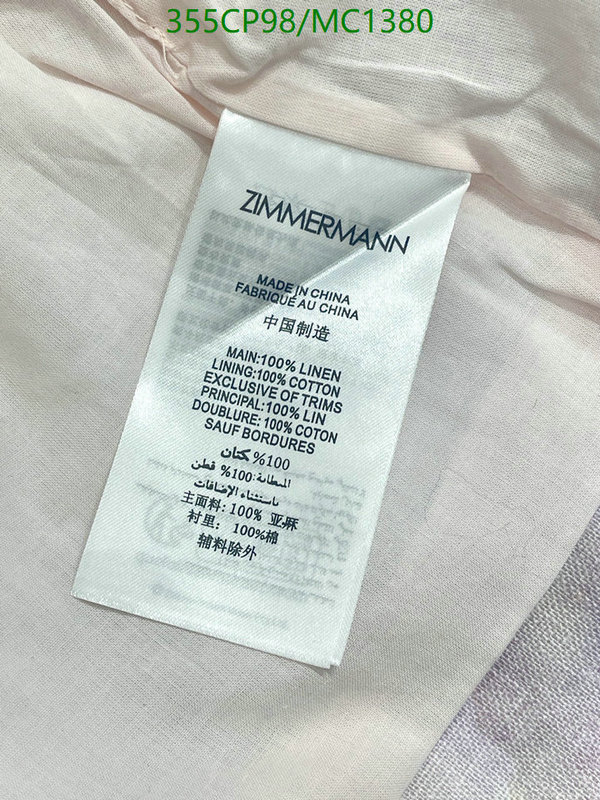 355CP98/MC1380
ZIMMERMANN
MADE IN CHINA
FABRIQUÉ AU CHINA
中国制造
MAIN:100% LINEN
LINING:100% COTTON
EXCLUSIVE OF TRIMS
PRINCIPAL:100% LIN
DOUBLURE:100% COTON
SAUF BORDURES
%100 كتان
البطانة: 100% قطن
باستثناء الإضافات
主面料: 100% 亚麻
衬里: 100%棉
辅料除外